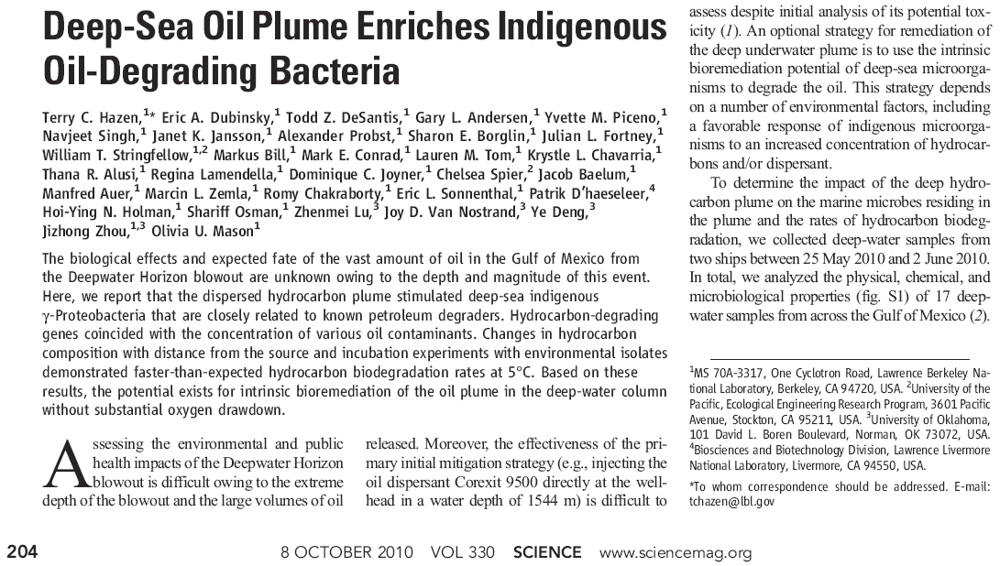 Deep-Sea Oil Plume Enriches Indigenous
Oil-Degrading Bacteria
Terry C. Hazen,1* Eric A. Dubinsky,1 Todd Z. DeSantis,1 Gary L. Andersen,1 Yvette M. Piceno,1
Navjeet Singh,1 Janet K. Jansson,1 Alexander Probst,1 Sharon E. Borglin,1 Julian L. Fortney,1
William T. Stringfellow,1,2 Markus Bill,1 Mark E. Conrad,1 Lauren M. Tom,1 Krystle L. Chavarria,1
Thana R. Alusi,1 Regina Lamendella,1 Dominique C. Joyner,1 Chelsea Spier,2 Jacob Baelum,1
Manfred Auer,1 Marcin L. Zemla,1 Romy Chakraborty,1 Eric L. Sonnenthal,1 Patrik D'haeseleer,4
Hoi-Ying N. Holman,1 Shariff Osman,1 Zhenmei Lu,3 Joy D. Van Nostrand,3 Ye Deng,3
Jizhong Zhou,1,3 Olivia U. Mason1
The biological effects and expected fate of the vast amount of oil in the Gulf of Mexico from
the Deepwater Horizon blowout are unknown owing to the depth and magnitude of this event.
Here, we report that the dispersed hydrocarbon plume stimulated deep-sea indigenous
γ-Proteobacteria that are closely related to known petroleum degraders. Hydrocarbon-degrading
genes coincided with the concentration of various oil contaminants. Changes in hydrocarbon
composition with distance from the source and incubation experiments with environmental isolates
demonstrated faster-than-expected hydrocarbon biodegradation rates at 5°C. Based on these
results, the potential exists for intrinsic bioremediation of the oil plume in the deep-water column
without substantial oxygen drawdown.
Assessing the environmental and public
health impacts of the Deepwater Horizon
blowout is difficult owing to the extreme
depth of the blowout and the large volumes of oil
released. Moreover, the effectiveness of the pri-
mary initial mitigation strategy (e.g., injecting the
oil dispersant Corexit 9500 directly at the well-
head in a water depth of 1544 m) is difficult to
assess despite initial analysis of its potential tox-
icity (1). An optional strategy for remediation of
the deep underwater plume is to use the intrinsic
bioremediation potential of deep-sea microorga-
nisms to degrade the oil. This strategy depends
on a number of environmental factors, including
a favorable response of indigenous microorga-
nisms to an increased concentration of hydrocar-
bons and/or dispersant.
To determine the impact of the deep hydro-
carbon plume on the marine microbes residing in
the plume and the rates of hydrocarbon biodeg-
radation, we collected deep-water samples from
two ships between 25 May 2010 and 2 June 2010.
In total, we analyzed the physical, chemical, and
microbiological properties (fig. S1) of 17 deep-
water samples from across the Gulf of Mexico (2).
1MS 70A-3317, One Cyclotron Road, Lawrence Berkeley Na-
tional Laboratory, Berkeley, CA 94720, USA. 2University of the
Pacific, Ecological Engineering Research Program, 3601 Pacific
Avenue, Stockton, CA 95211, USA. 3University of Oklahoma,
101 David L. Boren Boulevard, Norman, OK 73072, USA.
4Biosciences and Biotechnology Division, Lawrence Livermore
National Laboratory, Livermore, CA 94550, USA.
*To whom correspondence should be addressed. E-mail:
tchazen@lbl.gov
204 8 OCTOBER 2010 VOL 330 SCIENCE www.sciencemag.org